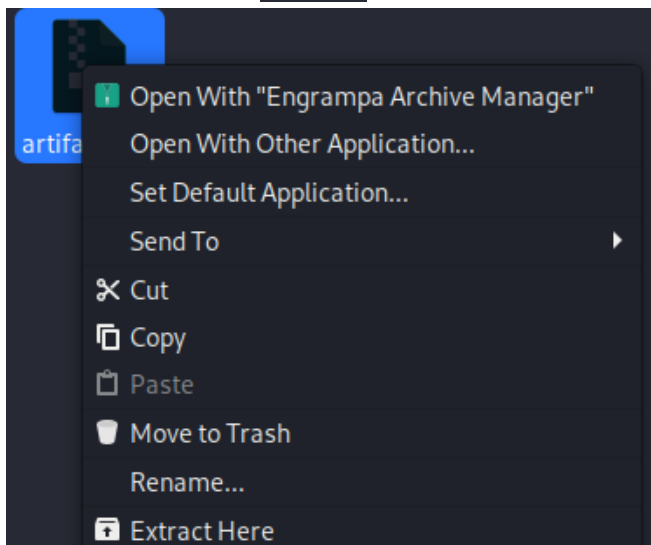 Open With "Engrampa Archive Manager"
artifa
Open With Other Application...
Set Default Application...
Send To
Cut
Copy
Paste
Move to Trash
Rename...
Extract Here